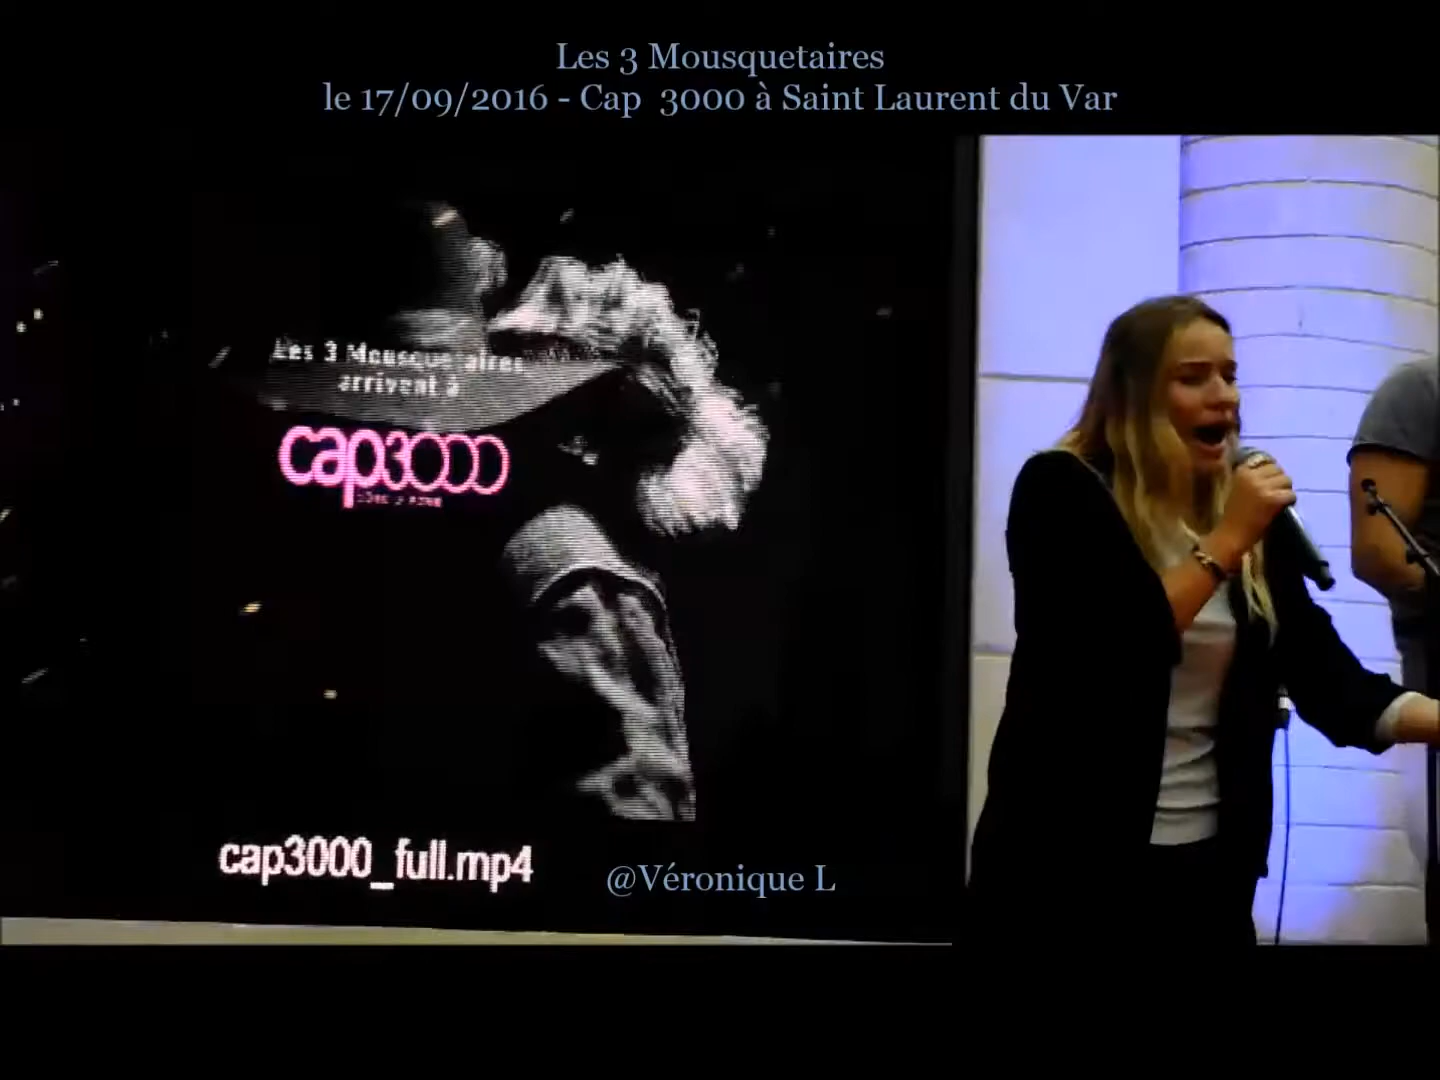 Les 3 Mousquetaires
le 17/09/2016 - Cap  3000 à Saint Laurent du Var
Les 3 Mousquetaires
arrivent à
cap3000
cap3000_full.mp4
@Véronique L